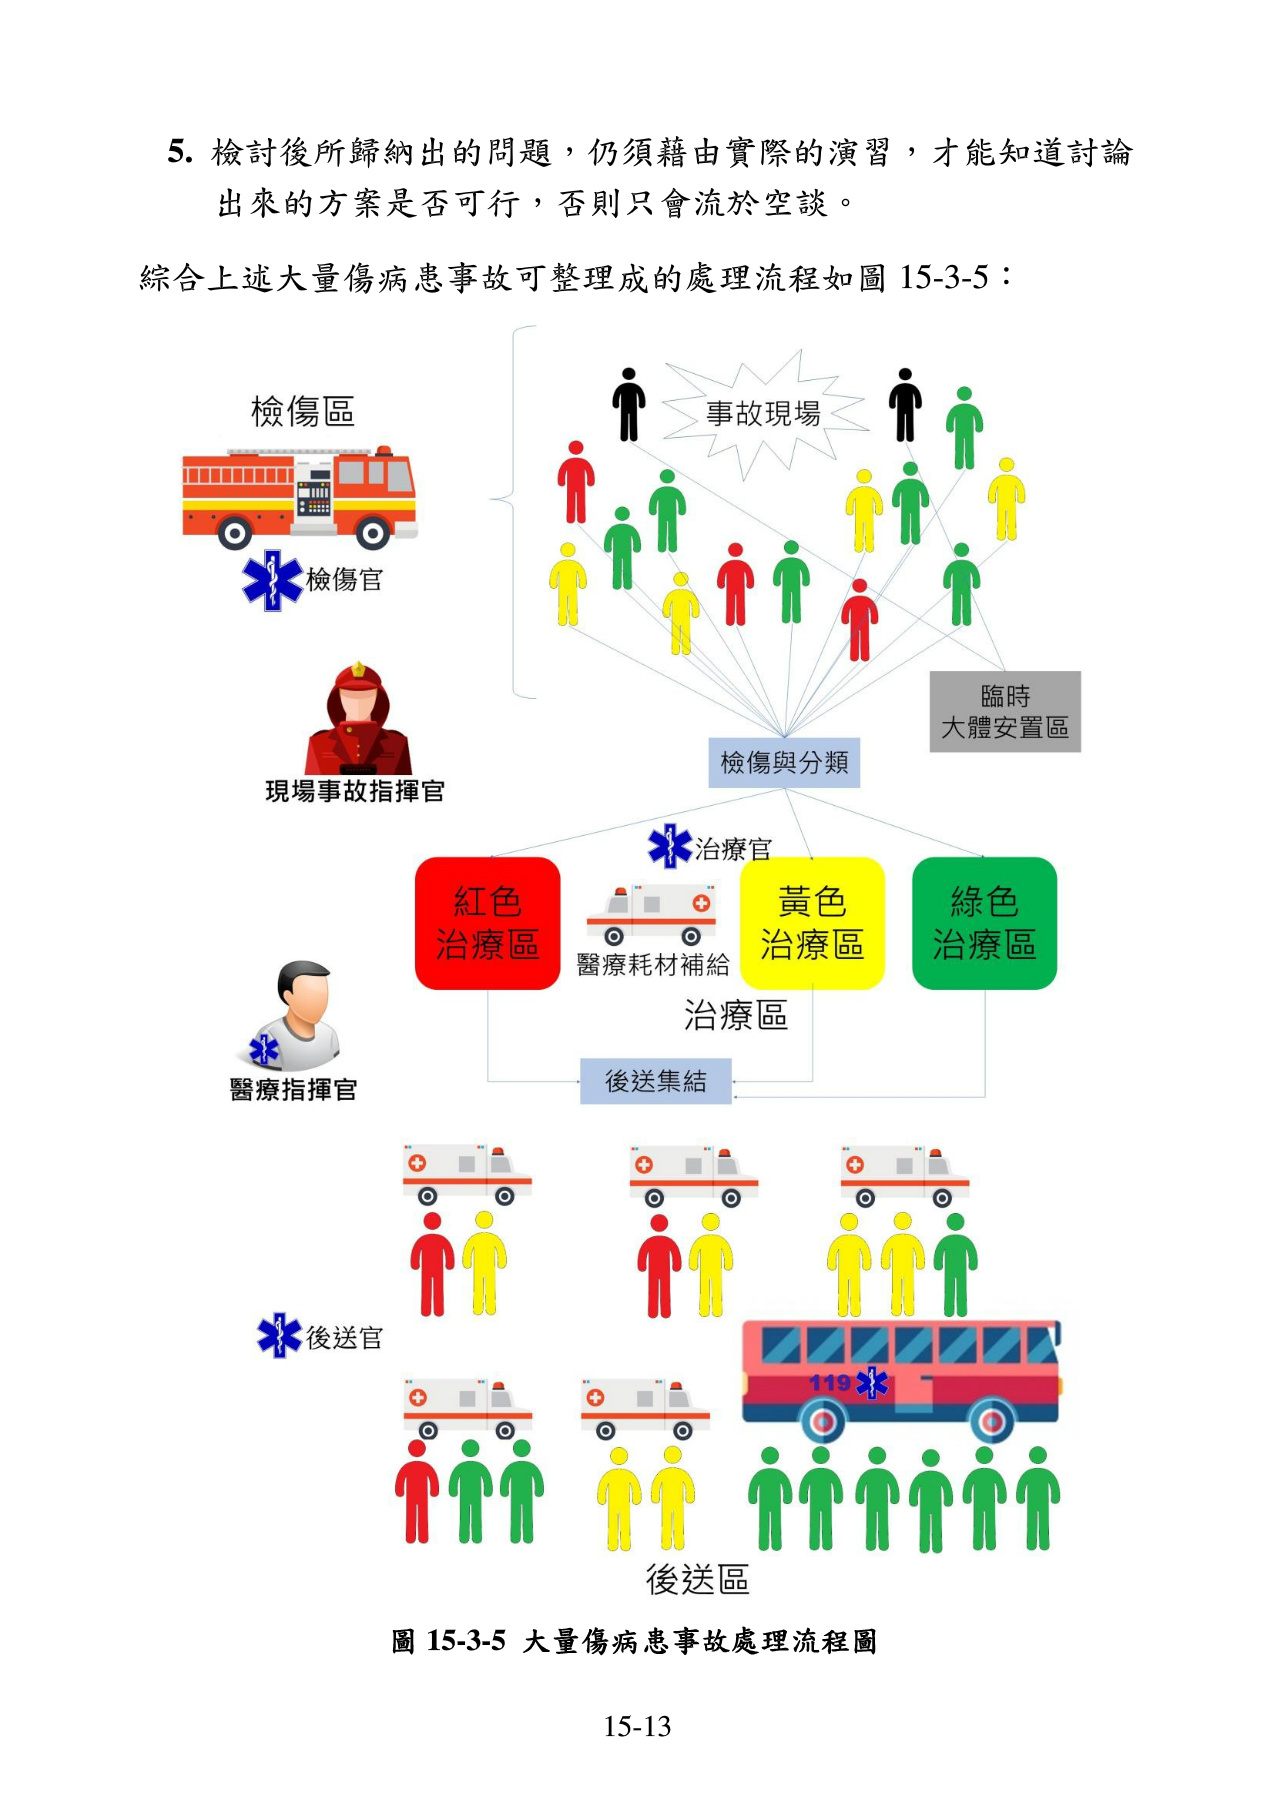 5. 檢討後所歸納出的問題，仍須藉由實際的演習，才能知道討論
出來的方案是否可行，否則只會流於空談。
綜合上述大量傷病患事故可整理成的處理流程如圖 15-3-5：
事故現場
檢傷區
檢傷官
臨時
大體安置區
檢傷與分類
現場事故指揮官
治療官
紅色
治療區
黃色
治療區
綠色
治療區
醫療耗材補給
治療區
後送集結
醫療指揮官
後送官
119
後送區
圖 15-3-5 大量傷病患事故處理流程圖
15-13